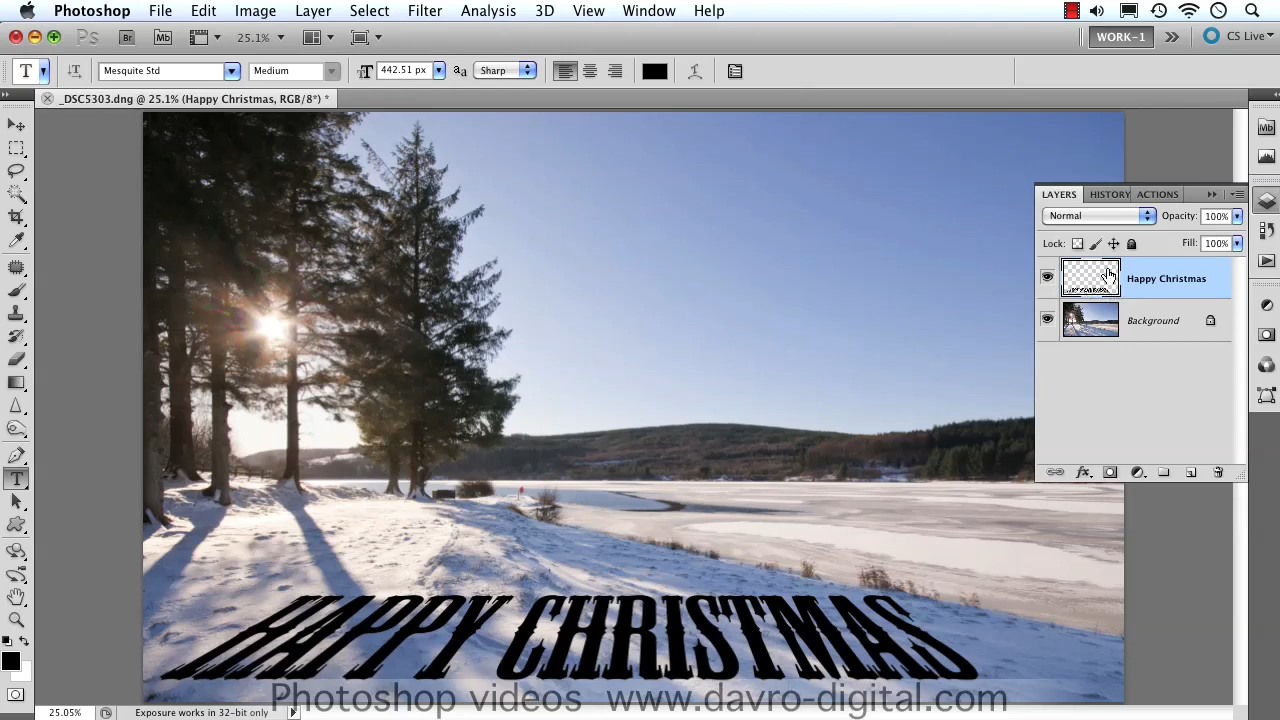 Photoshop File Edit Image Layer Select Filter Analysis 3D View Window Help
Ps Br Mb 25.1% WORK-1 CS Live
T Mesquite Std Medium 442.51 px Sharp
_DSC5303.dng @ 25.1% (Happy Christmas, RGB/8*) *
LAYERS HISTORY ACTIONS
Normal Opacity: 100%
Lock: Fill: 100%
Happy Christmas
Background
HAPPY CHRISTMAS
Photoshop videos www.davro-digital.com
25.05% Exposure works in 32-bit only